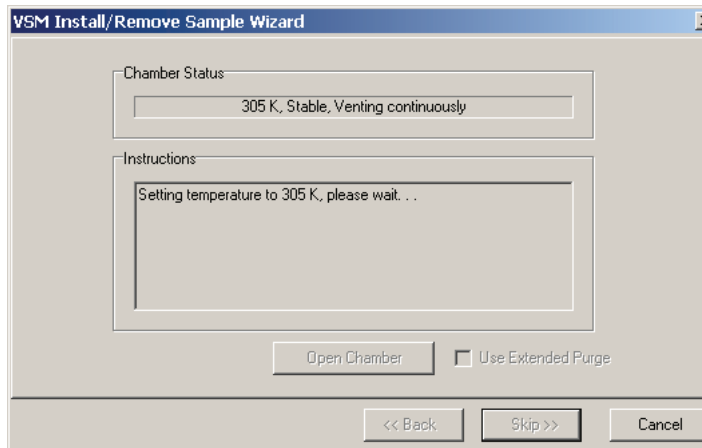 VSM Install/Remove Sample Wizard
Chamber Status
305 K, Stable, Venting continuously
Instructions
Setting temperature to 305 K, please wait. . .
Open Chamber
Use Extended Purge
<< Back
Skip >>
Cancel